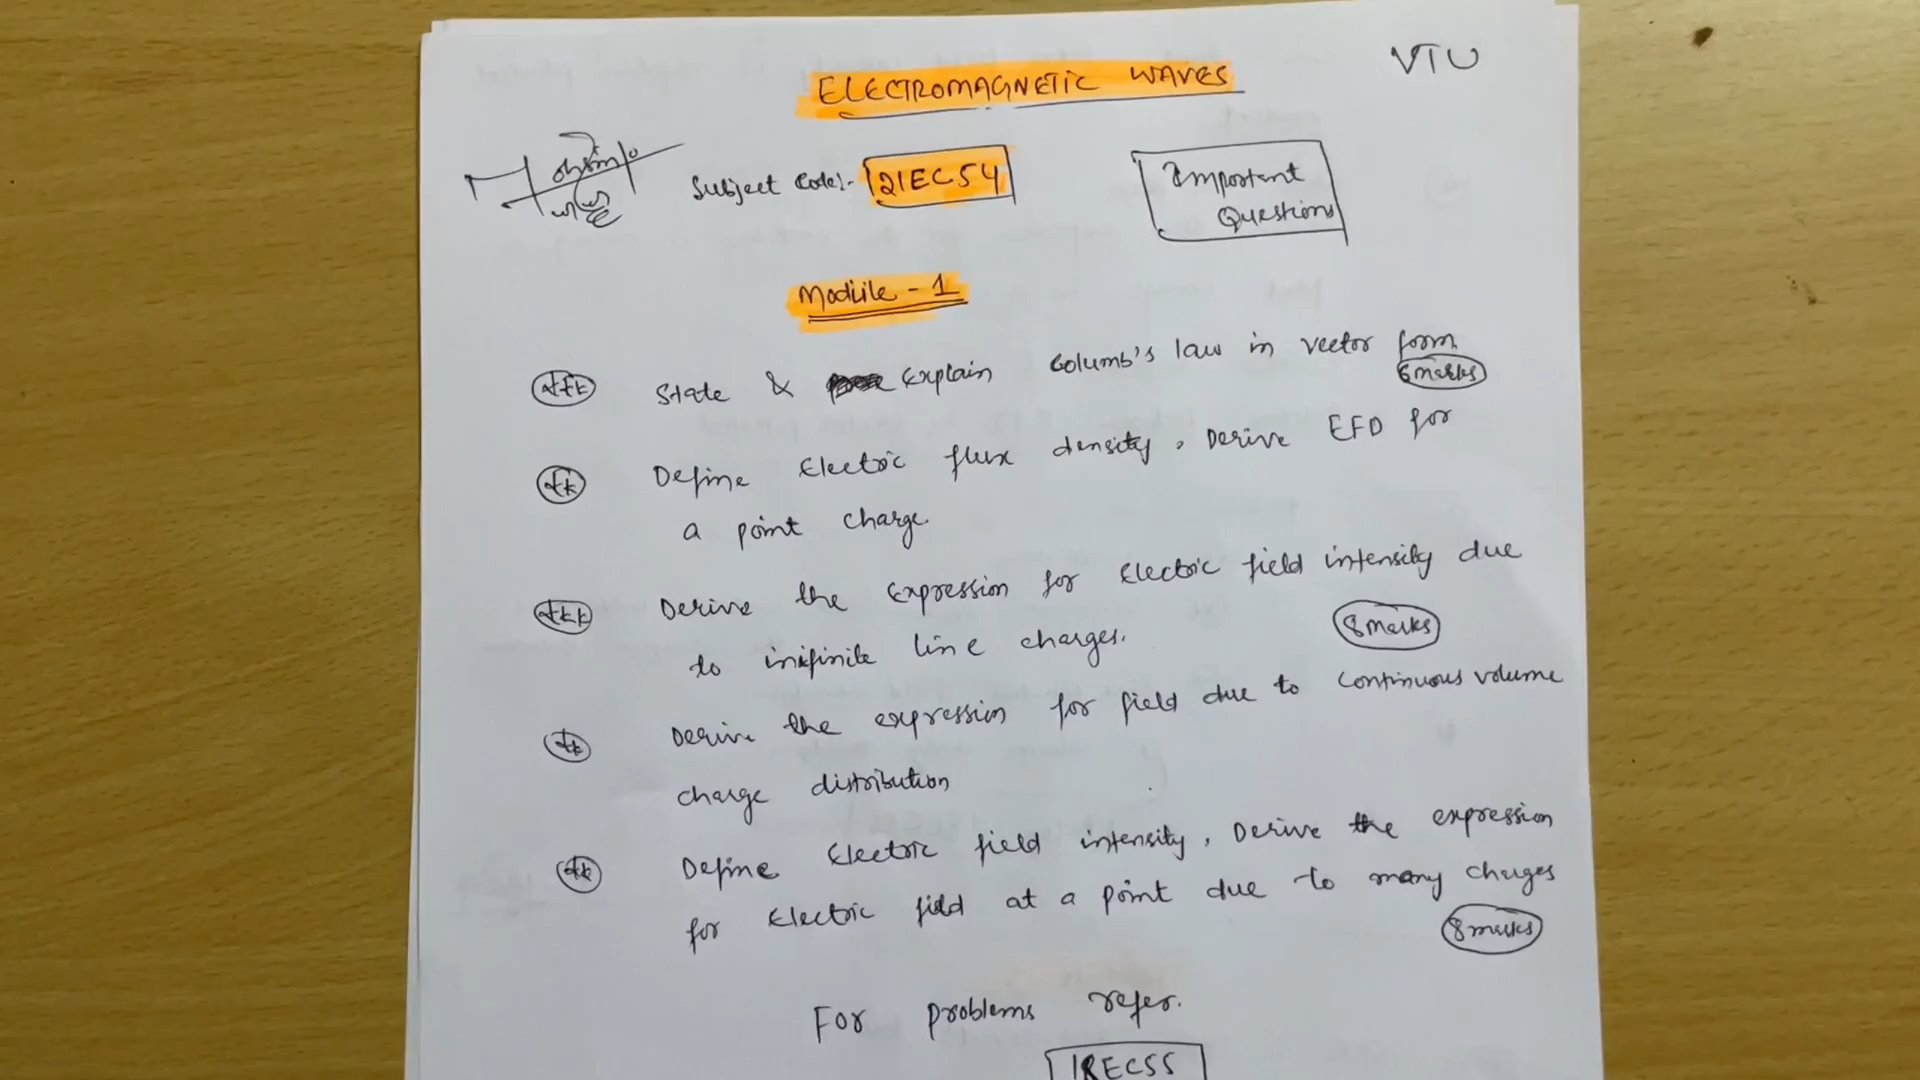 VTU
ELECTROMAGNETIC WAVES
Subject Code:- 21EC54
Important
Questions
Module - 1
State & Explain Columb's law in vector form
6 marks
Define Electric flux density, Derive EFD for
a point charge.
Derive the Expression for Electric field intensity due
to inifinite line charges.
8 marks
Derive the expression for field due to continuous volume
charge distribution
Define Electric field intensity, Derive the expression
for Electric field at a point due to many charges
8 marks
For problems refer.
18EC55